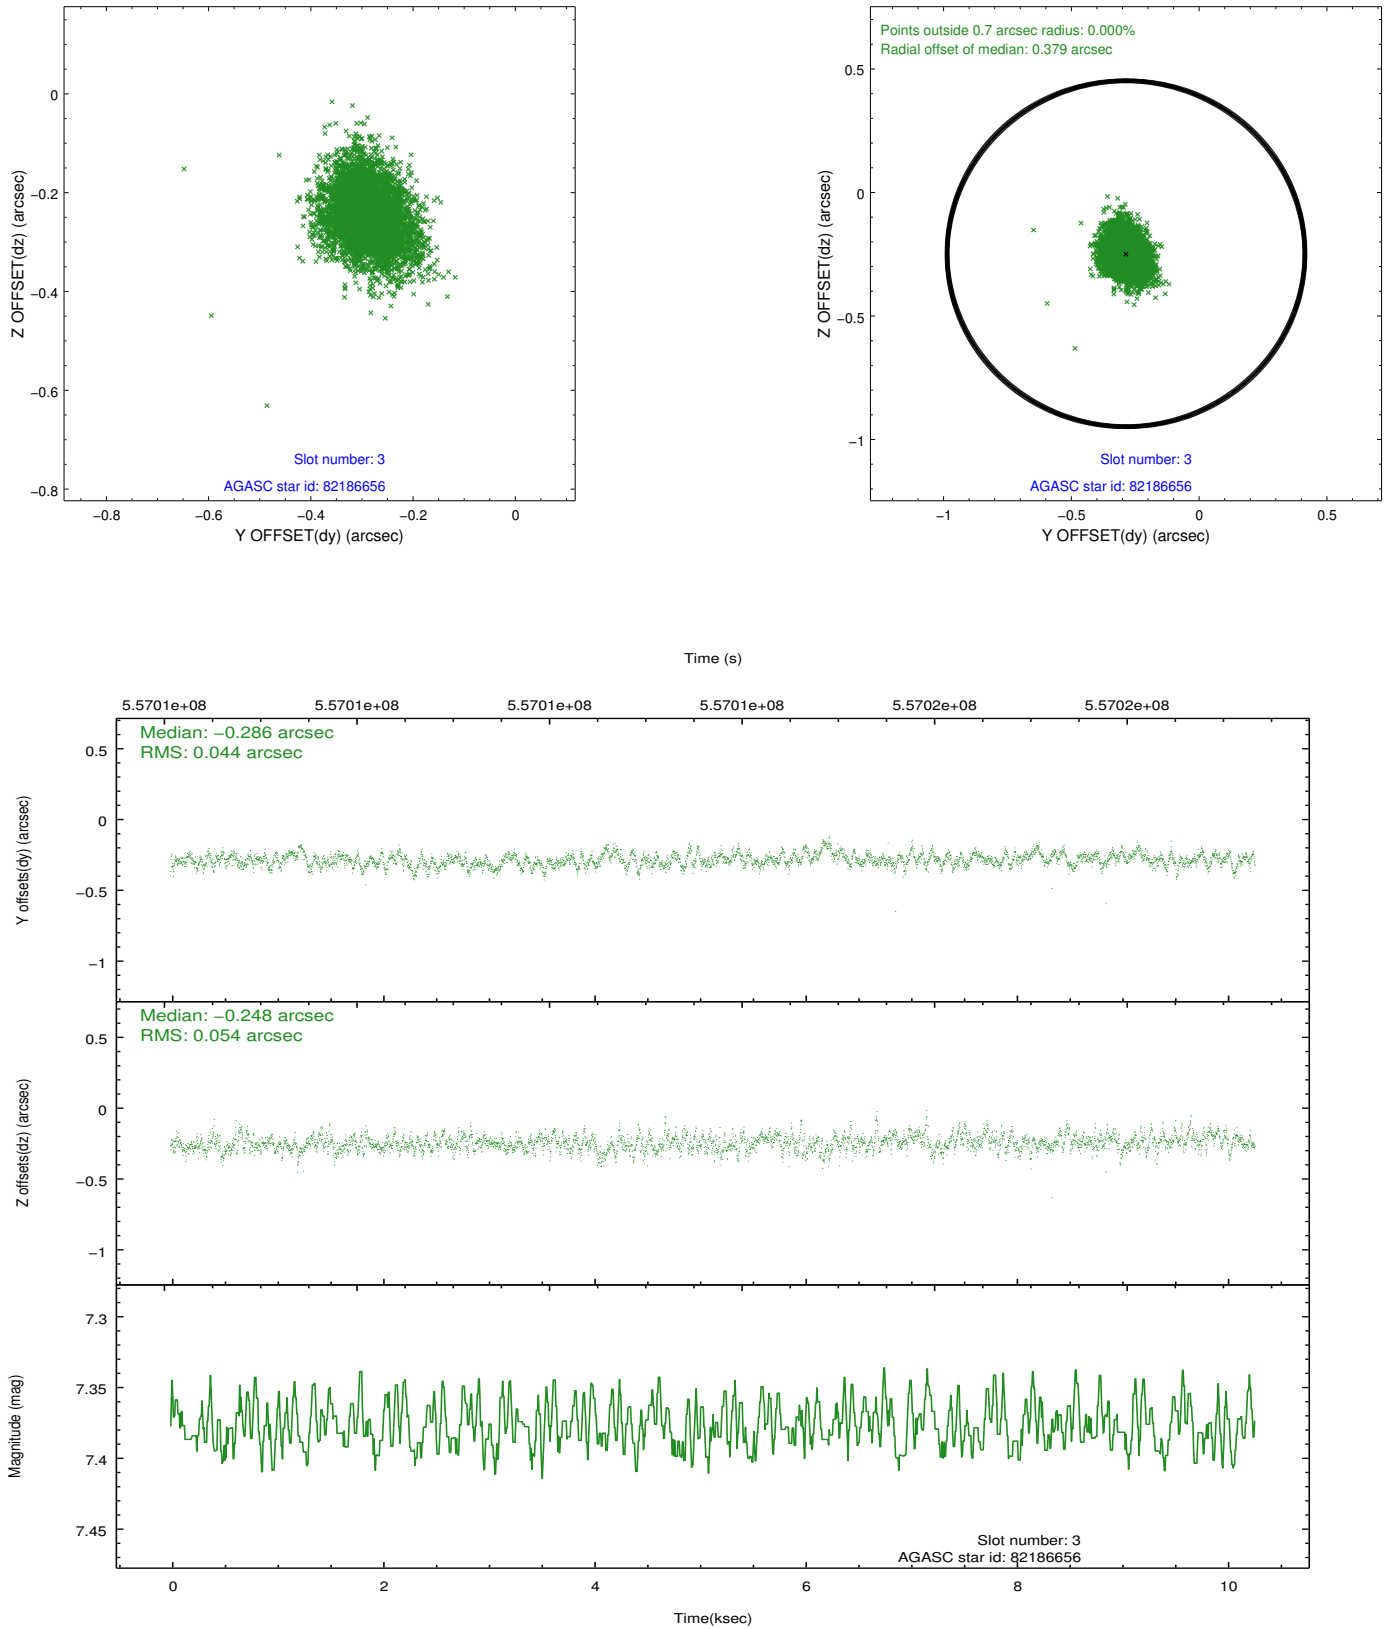 0
−0.2
−0.4
−0.6
−0.8
Z OFFSET(dz) (arcsec)
Slot number: 3
AGASC star id: 82186656
−0.8
−0.6
−0.4
−0.2
0
Y OFFSET(dy) (arcsec)
Points outside 0.7 arcsec radius: 0.000%
Radial offset of median: 0.379 arcsec
0.5
0
−0.5
−1
Z OFFSET(dz) (arcsec)
Slot number: 3
AGASC star id: 82186656
−1
−0.5
0
0.5
Y OFFSET(dy) (arcsec)
Time (s)
5.5701e+08
5.5701e+08
5.5701e+08
5.5701e+08
5.5702e+08
5.5702e+08
Median: −0.286 arcsec
RMS: 0.044 arcsec
0.5
0
−0.5
−1
Y offsets(dy) (arcsec)
Median: −0.248 arcsec
RMS: 0.054 arcsec
0.5
0
−0.5
−1
Z offsets(dz) (arcsec)
7.3
7.35
7.4
7.45
Magnitude (mag)
Slot number: 3
AGASC star id: 82186656
0
2
4
6
8
10
Time(ksec)